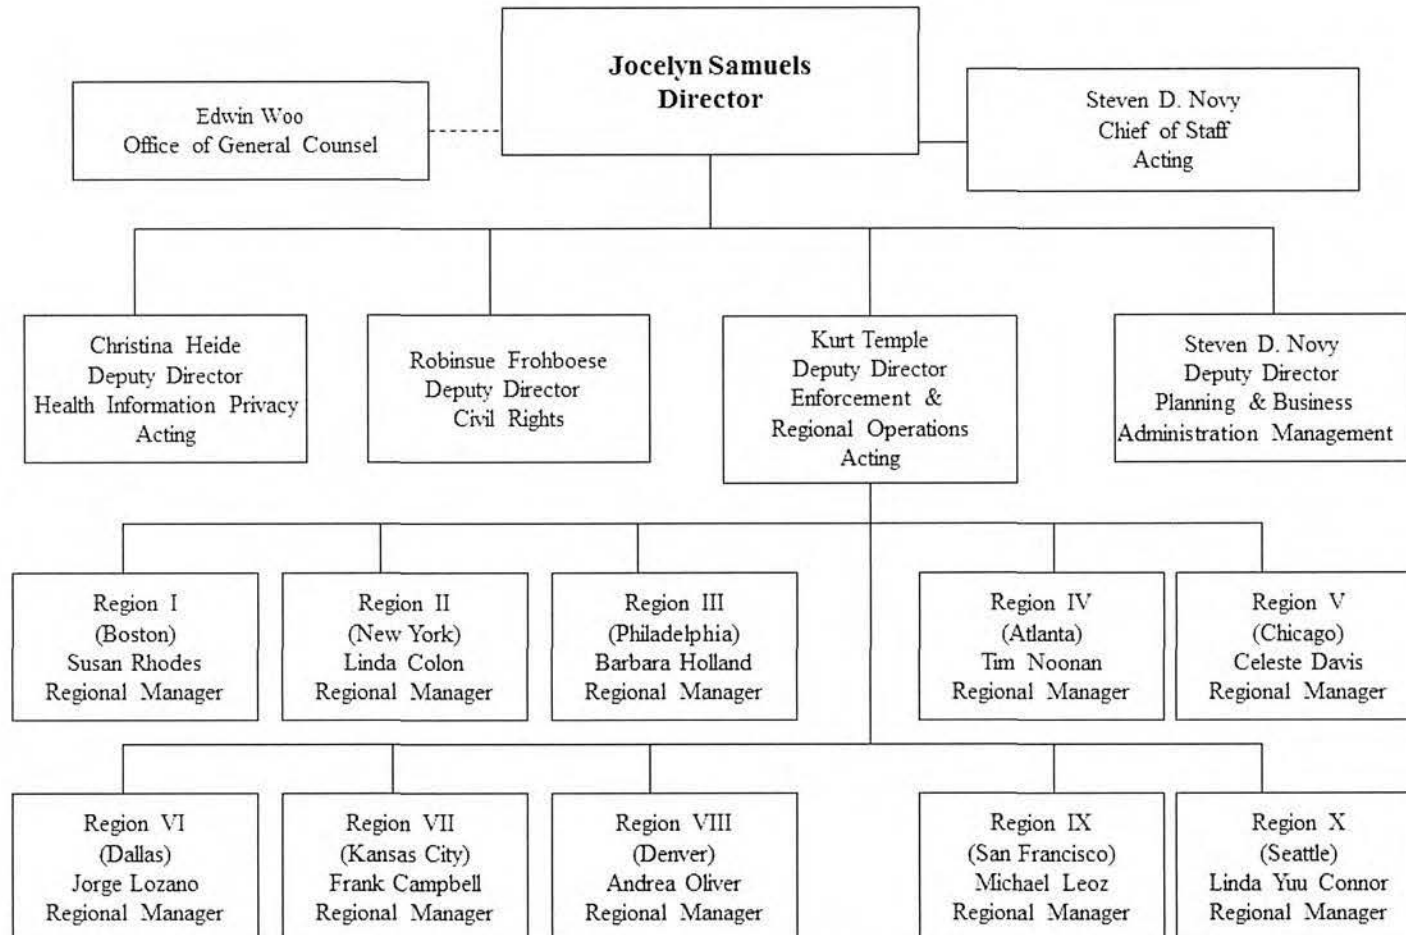 Jocelyn Samuels
Director
Edwin Woo
Office of General Counsel
Steven D. Novy
Chief of Staff
Acting
Christina Heide
Deputy Director
Health Information Privacy
Acting
Robinsue Frohboese
Deputy Director
Civil Rights
Kurt Temple
Deputy Director
Enforcement &
Regional Operations
Acting
Steven D. Novy
Deputy Director
Planning & Business
Administration Management
Region I
(Boston)
Susan Rhodes
Regional Manager
Region II
(New York)
Linda Colon
Regional Manager
Region III
(Philadelphia)
Barbara Holland
Regional Manager
Region IV
(Atlanta)
Tim Noonan
Regional Manager
Region V
(Chicago)
Celeste Davis
Regional Manager
Region VI
(Dallas)
Jorge Lozano
Regional Manager
Region VII
(Kansas City)
Frank Campbell
Regional Manager
Region VIII
(Denver)
Andrea Oliver
Regional Manager
Region IX
(San Francisco)
Michael Leoz
Regional Manager
Region X
(Seattle)
Linda Yuu Connor
Regional Manager